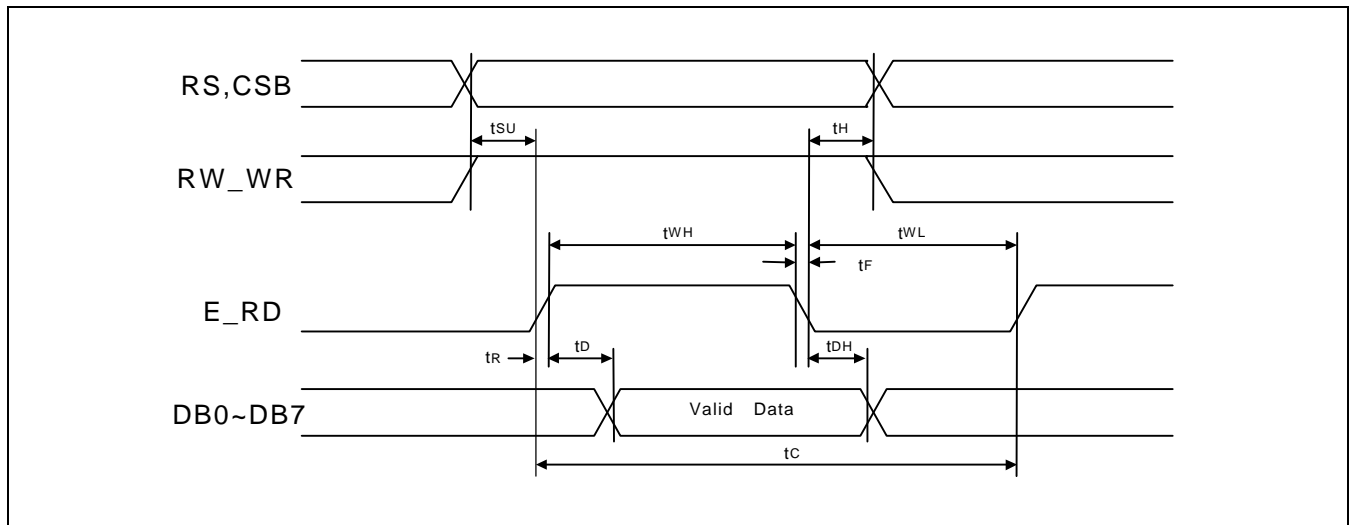 RS,CSB
tSU
tH
RW_WR
tWH
tWL
tF
E_RD
tR
tD
tDH
DB0~DB7
Valid Data
tC